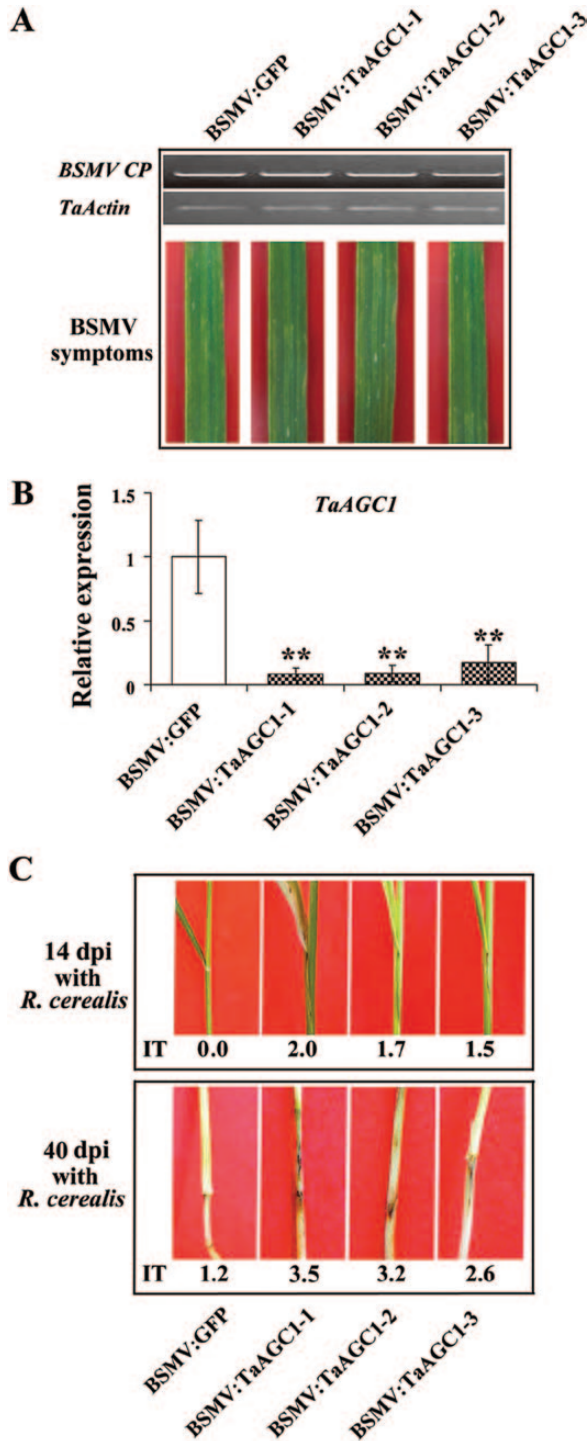 A
BSMV:GFP
BSMV:TaAGC1-1
BSMV:TaAGC1-2
BSMV:TaAGC1-3
BSMV CP
TaActin
BSMV
symptoms
B
TaAGC1
Relative expression
1.5
1
0.5
0
**
**
**
BSMV:GFP
BSMV:TaAGC1-1
BSMV:TaAGC1-2
BSMV:TaAGC1-3
C
14 dpi
with
R. cerealis
IT 0.0 2.0 1.7 1.5
40 dpi
with
R. cerealis
IT 1.2 3.5 3.2 2.6
BSMV:GFP
BSMV:TaAGC1-1
BSMV:TaAGC1-2
BSMV:TaAGC1-3